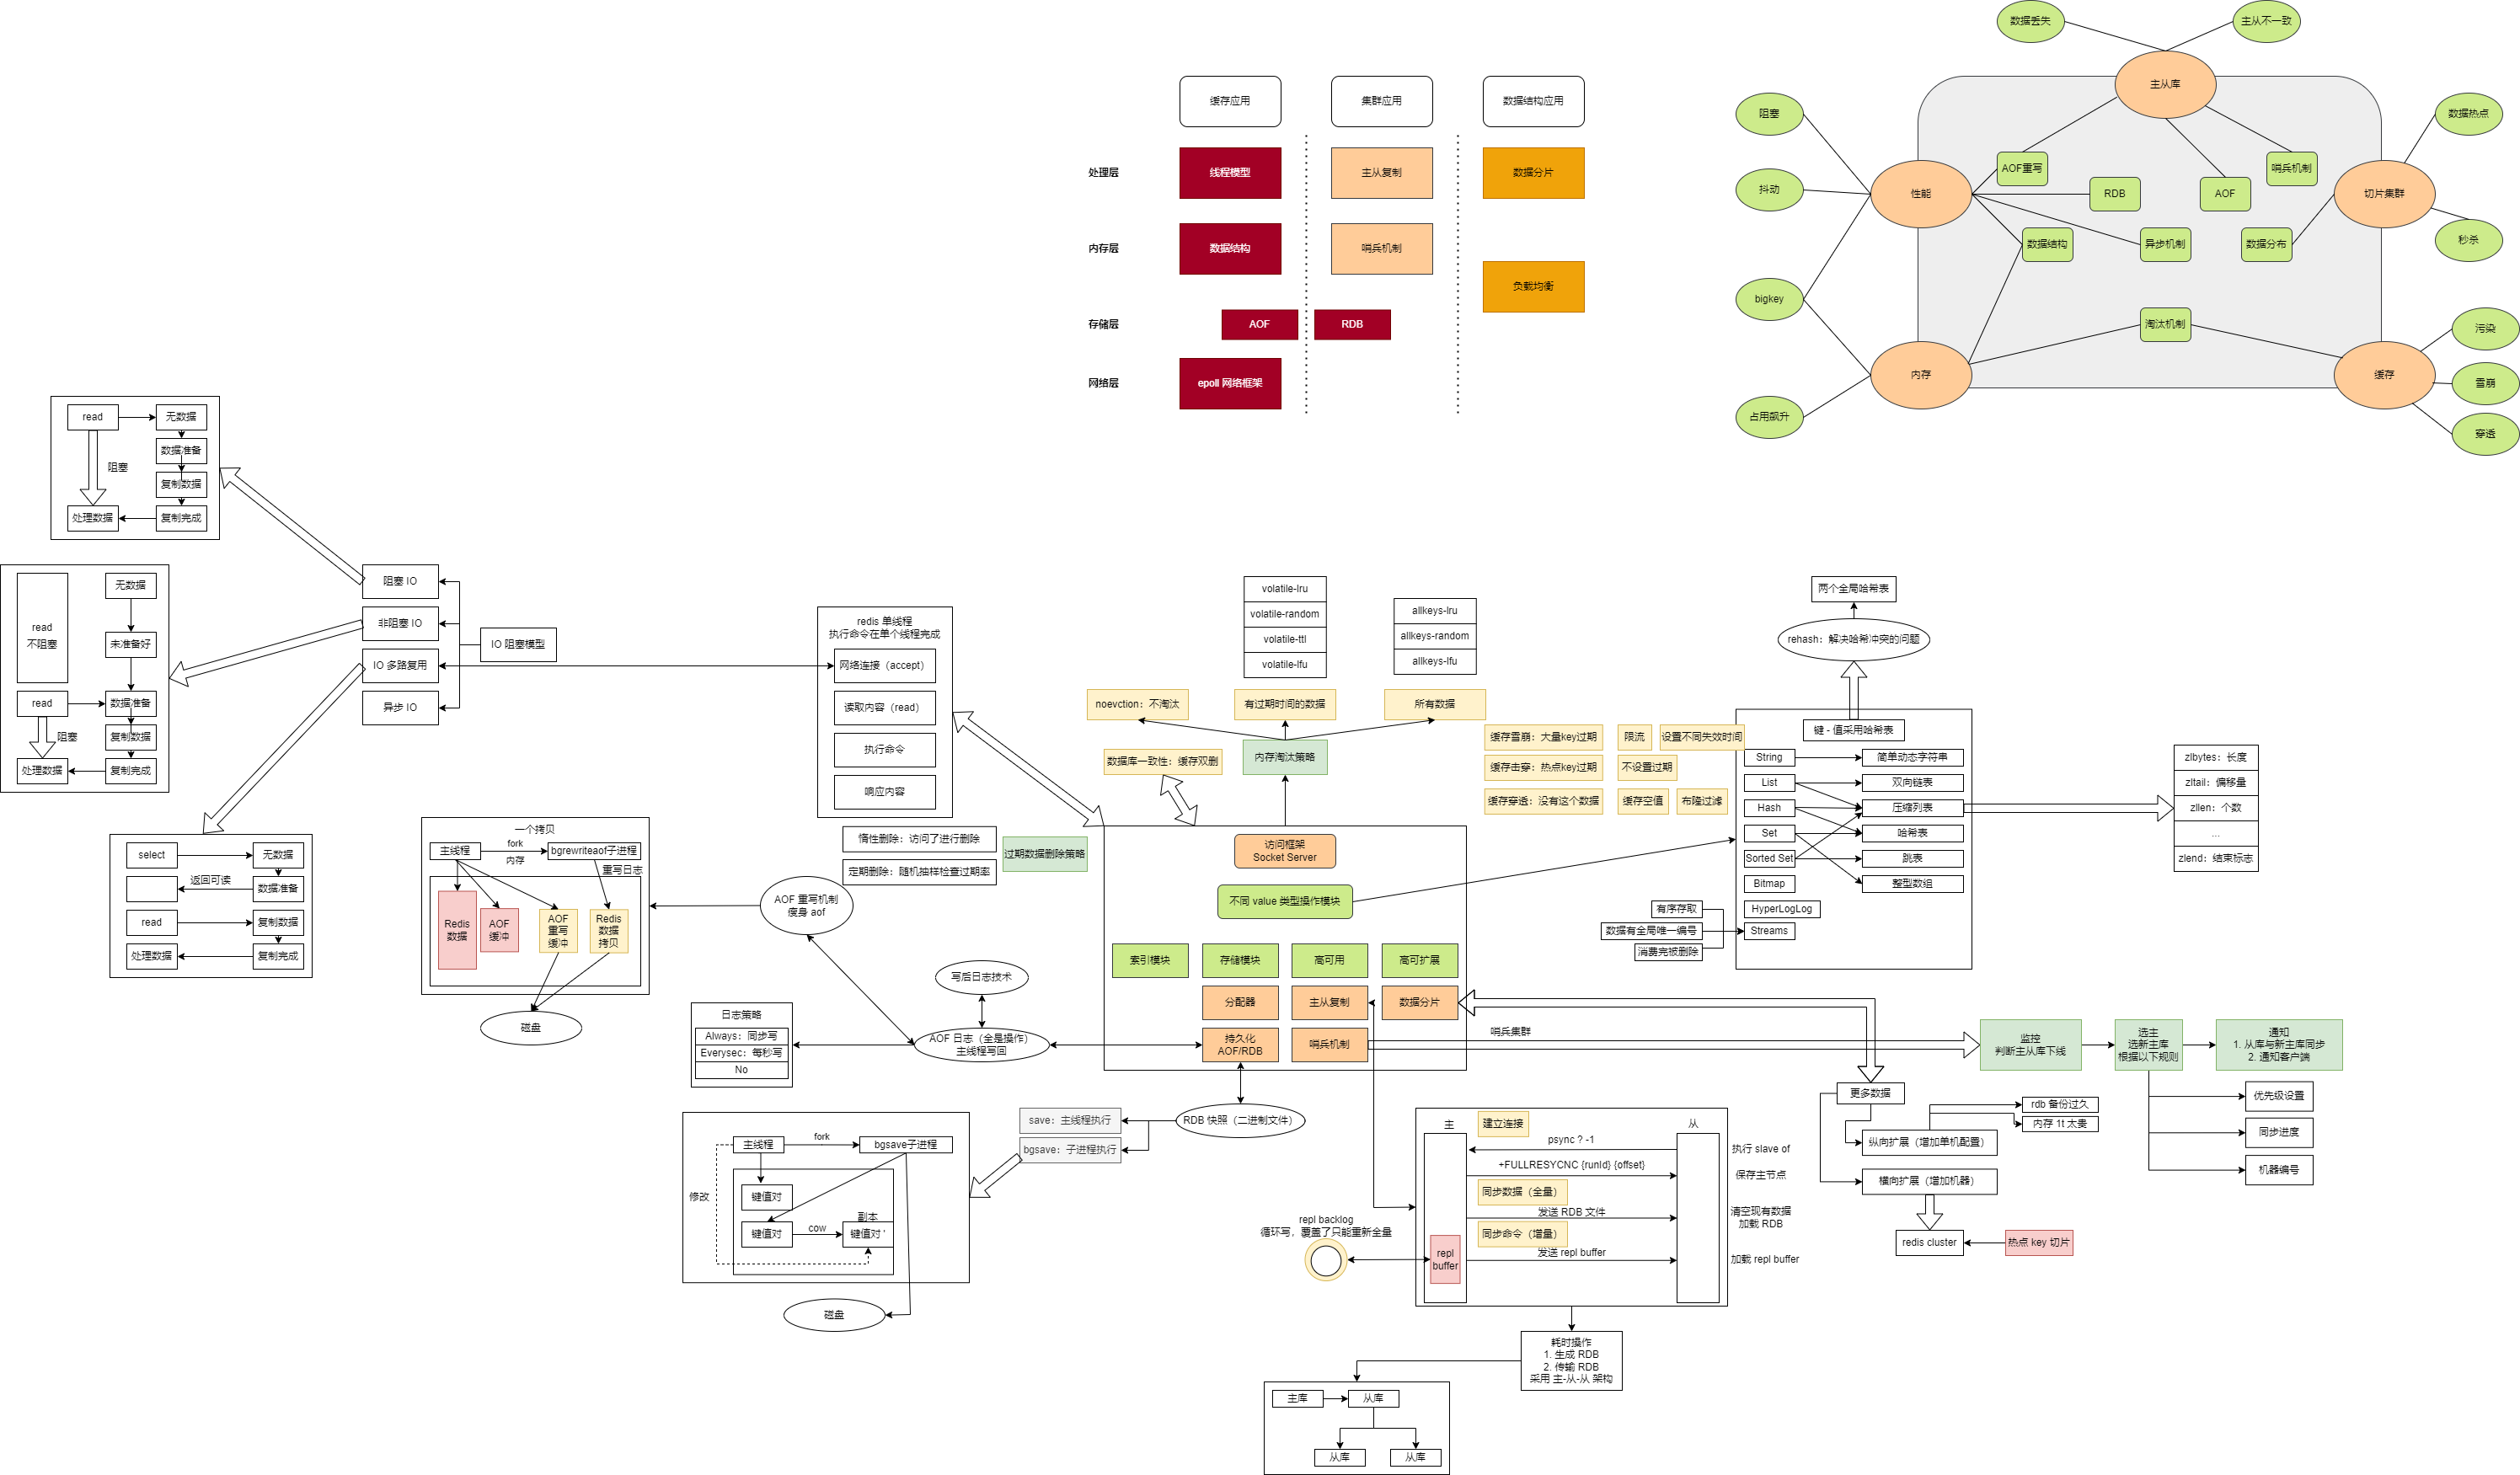 数据丢失
主从不一致
主从库
缓存应用
集群应用
数据结构应用
阻塞
数据热点
处理层
线程模型
主从复制
数据分片
AOF重写
哨兵机制
抖动
性能
RDB
AOF
切片集群
内存层
数据结构
哨兵机制
数据结构
异步机制
数据分布
秒杀
负载均衡
bigkey
存储层
AOF
RDB
淘汰机制
污染
网络层
epoll 网络框架
内存
缓存
雪崩
占用飙升
穿透
read
无数据
数据准备
阻塞
复制数据
处理数据
复制完成
read
不阻塞
无数据
未准备好
read
数据准备
阻塞
复制数据
处理数据
复制完成
阻塞 IO
非阻塞 IO
IO 多路复用
异步 IO
IO 阻塞模型
select
无数据
返回可读
数据准备
read
复制数据
处理数据
复制完成
redis 单线程
执行命令在单个线程完成
网络连接（accept）
读取内容（read）
执行命令
响应内容
volatile-lru
volatile-random
volatile-ttl
volatile-lfu
allkeys-lru
allkeys-random
allkeys-lfu
noevction：不淘汰
有过期时间的数据
所有数据
数据库一致性：缓存双删
内存淘汰策略
缓存雪崩：大量key过期
限流
设置不同失效时间
缓存击穿：热点key过期
不设置过期
缓存穿透：没有这个数据
缓存空值
布隆过滤
两个全局哈希表
rehash：解决哈希冲突的问题
键 - 值采用哈希表
String
简单动态字符串
List
双向链表
Hash
压缩列表
Set
哈希表
Sorted Set
跳表
Bitmap
整型数组
HyperLogLog
Streams
有序存取
数据有全局唯一编号
消费完被删除
zlbytes：长度
zltail：偏移量
zllen：个数
...
zlend：结束标志
一个拷贝
主线程
fork
内存
bgrewriteaof子进程
重写日志
Redis
数据
AOF
缓冲
AOF
重写
缓冲
Redis
数据
拷贝
磁盘
惰性删除：访问了进行删除
定期删除：随机抽样检查过期率
过期数据删除策略
AOF 重写机制
瘦身 aof
访问框架
Socket Server
不同 value 类型操作模块
索引模块
存储模块
高可用
高可扩展
分配器
主从复制
数据分片
持久化
AOF/RDB
哨兵机制
写后日志技术
AOF 日志（全是操作）
主线程写回
日志策略
Always：同步写
Everysec：每秒写
No
RDB 快照（二进制文件）
save：主线程执行
bgsave：子进程执行
主线程
fork
bgsave子进程
修改
键值对
副本
键值对
cow
键值对 '
磁盘
哨兵集群
监控
判断主从库下线
选主
选新主库
根据以下规则
通知
1. 从库与新主库同步
2. 通知客户端
优先级设置
同步进度
机器编号
更多数据
rdb 备份过久
内存 1t 太贵
纵向扩展（增加单机配置）
横向扩展（增加机器）
redis cluster
热点 key 切片
主
建立连接
从
psync ? -1
执行 slave of
+FULLRESYCNC {runId} {offset}
保存主节点
同步数据（全量）
发送 RDB 文件
清空现有数据
加载 RDB
同步命令（增量）
发送 repl buffer
加载 repl buffer
repl
buffer
repl backlog
循环写，覆盖了只能重新全量
耗时操作
1. 生成 RDB
2. 传输 RDB
采用 主-从-从 架构
主库
从库
从库
从库